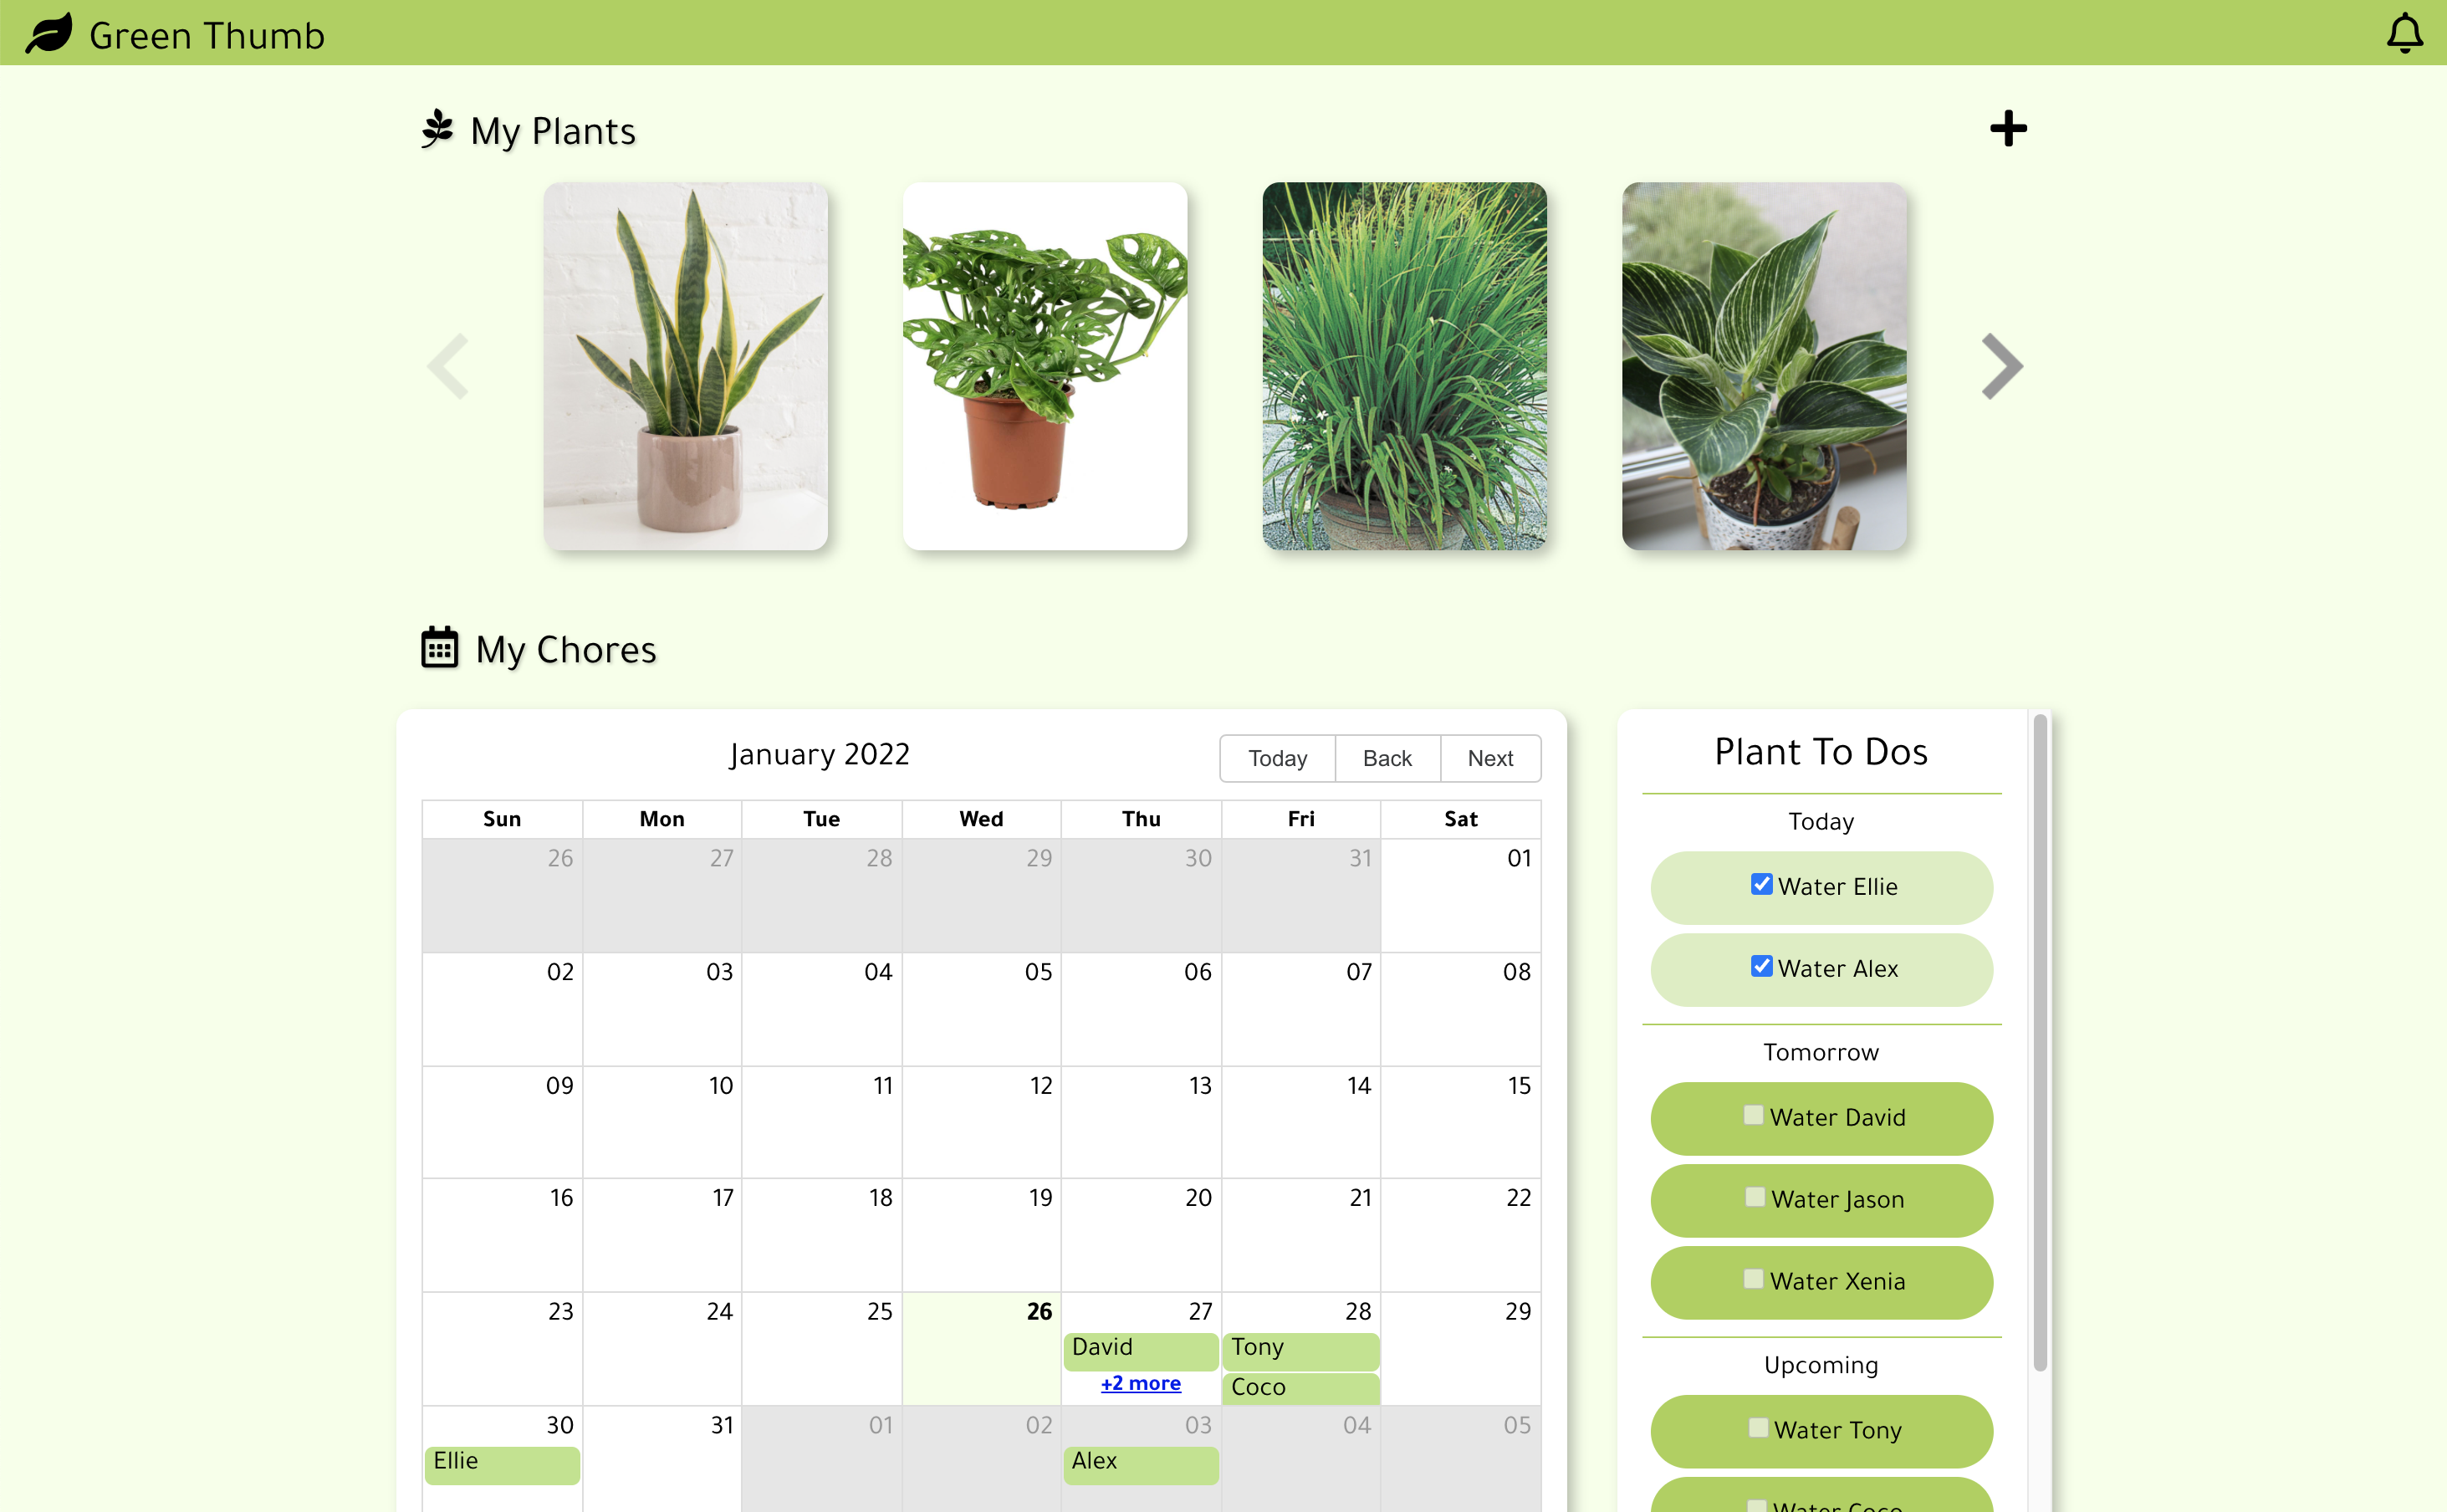 Green Thumb
My Plants
My Chores
January 2022
Today Back Next
Sun Mon Tue Wed Thu Fri Sat
26 27 28 29 30 31 01
02 03 04 05 06 07 08
09 10 11 12 13 14 15
16 17 18 19 20 21 22
23 24 25 26 27 28 29
David Tony
+2 more Coco
30 31 01 02 03 04 05
Ellie Alex
Plant To Dos
Today
Water Ellie
Water Alex
Tomorrow
Water David
Water Jason
Water Xenia
Upcoming
Water Tony
Water Coco